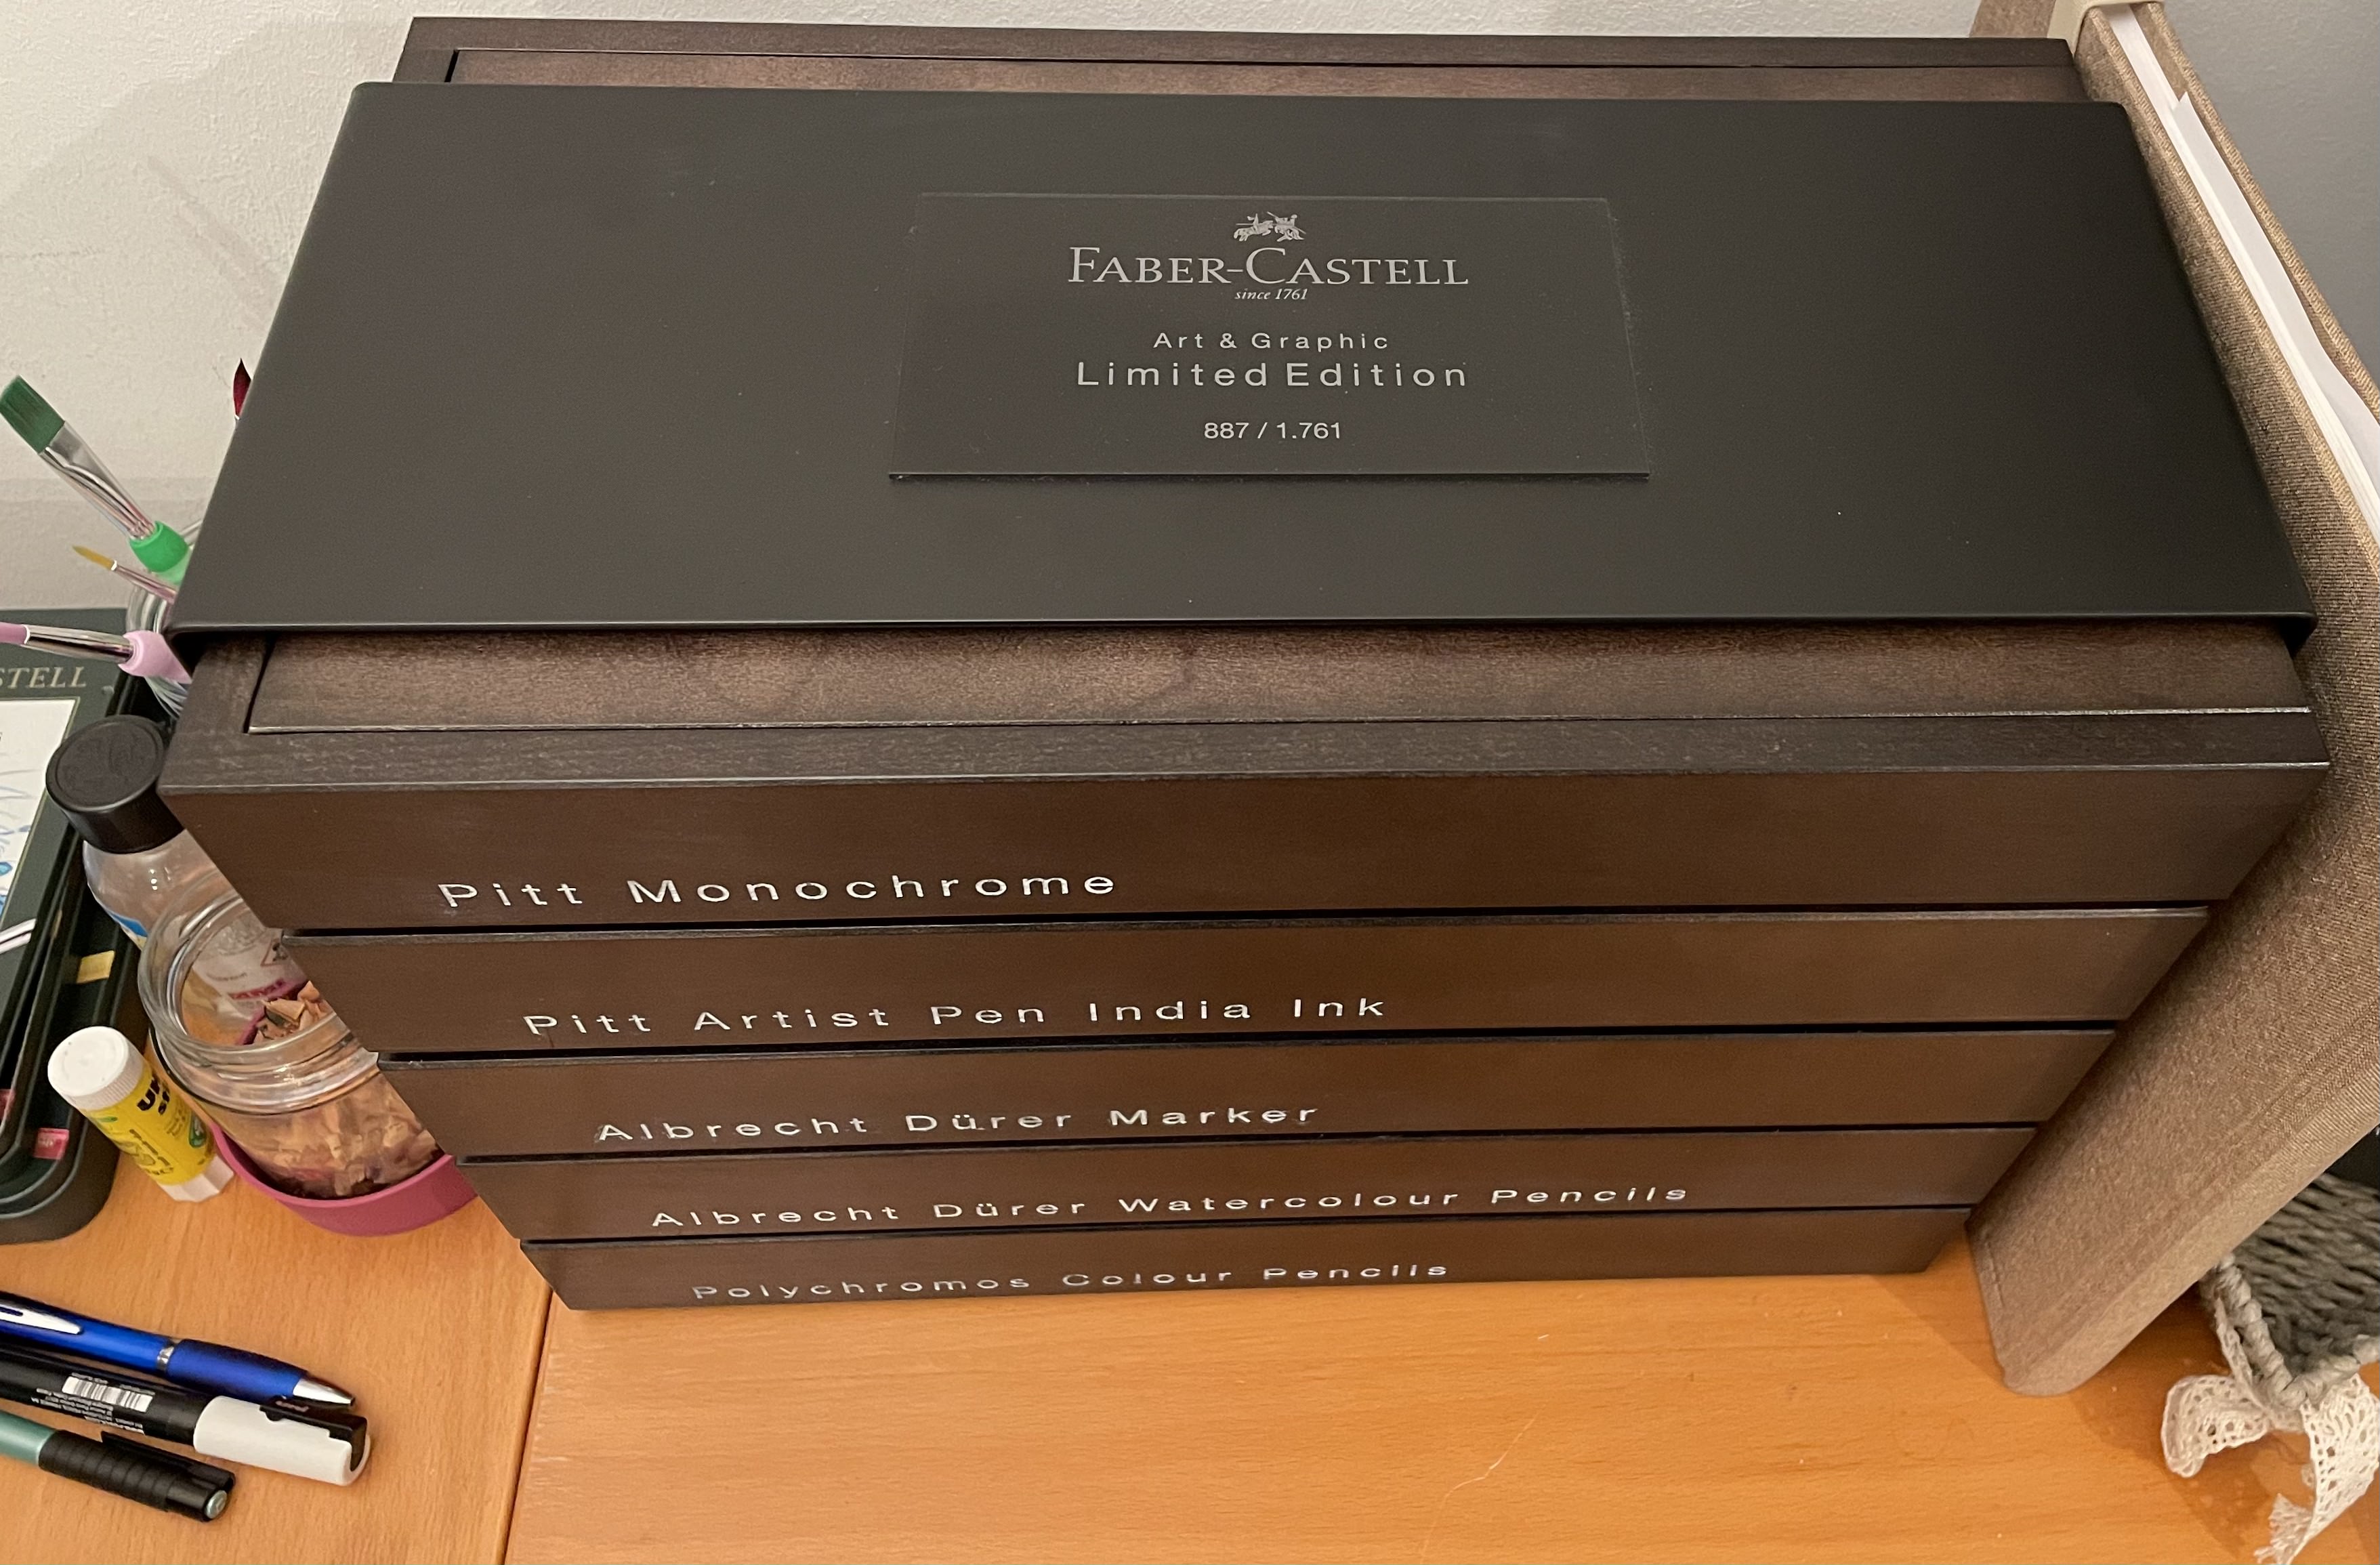 FABER-CASTELL
since 1761
Art & Graphic
Limited Edition
887 / 1.761
STELL
Pitt Monochrome
Pitt Artist Pen India Ink
Albrecht Dürer Marker
Albrecht Dürer Watercolour Pencils
Polychromos Colour Pencils